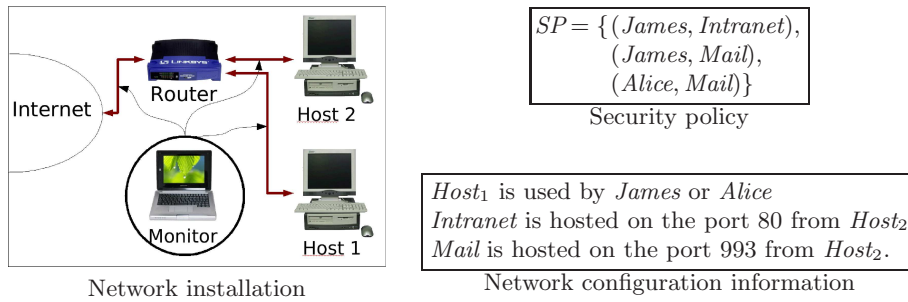 Internet
LINKSYS
Router
Host 2
Monitor
Host 1
Network installation
SP = {(James, Intranet),
(James, Mail),
(Alice, Mail)}
Security policy
Host₁ is used by James or Alice
Intranet is hosted on the port 80 from Host₂
Mail is hosted on the port 993 from Host₂.
Network configuration information